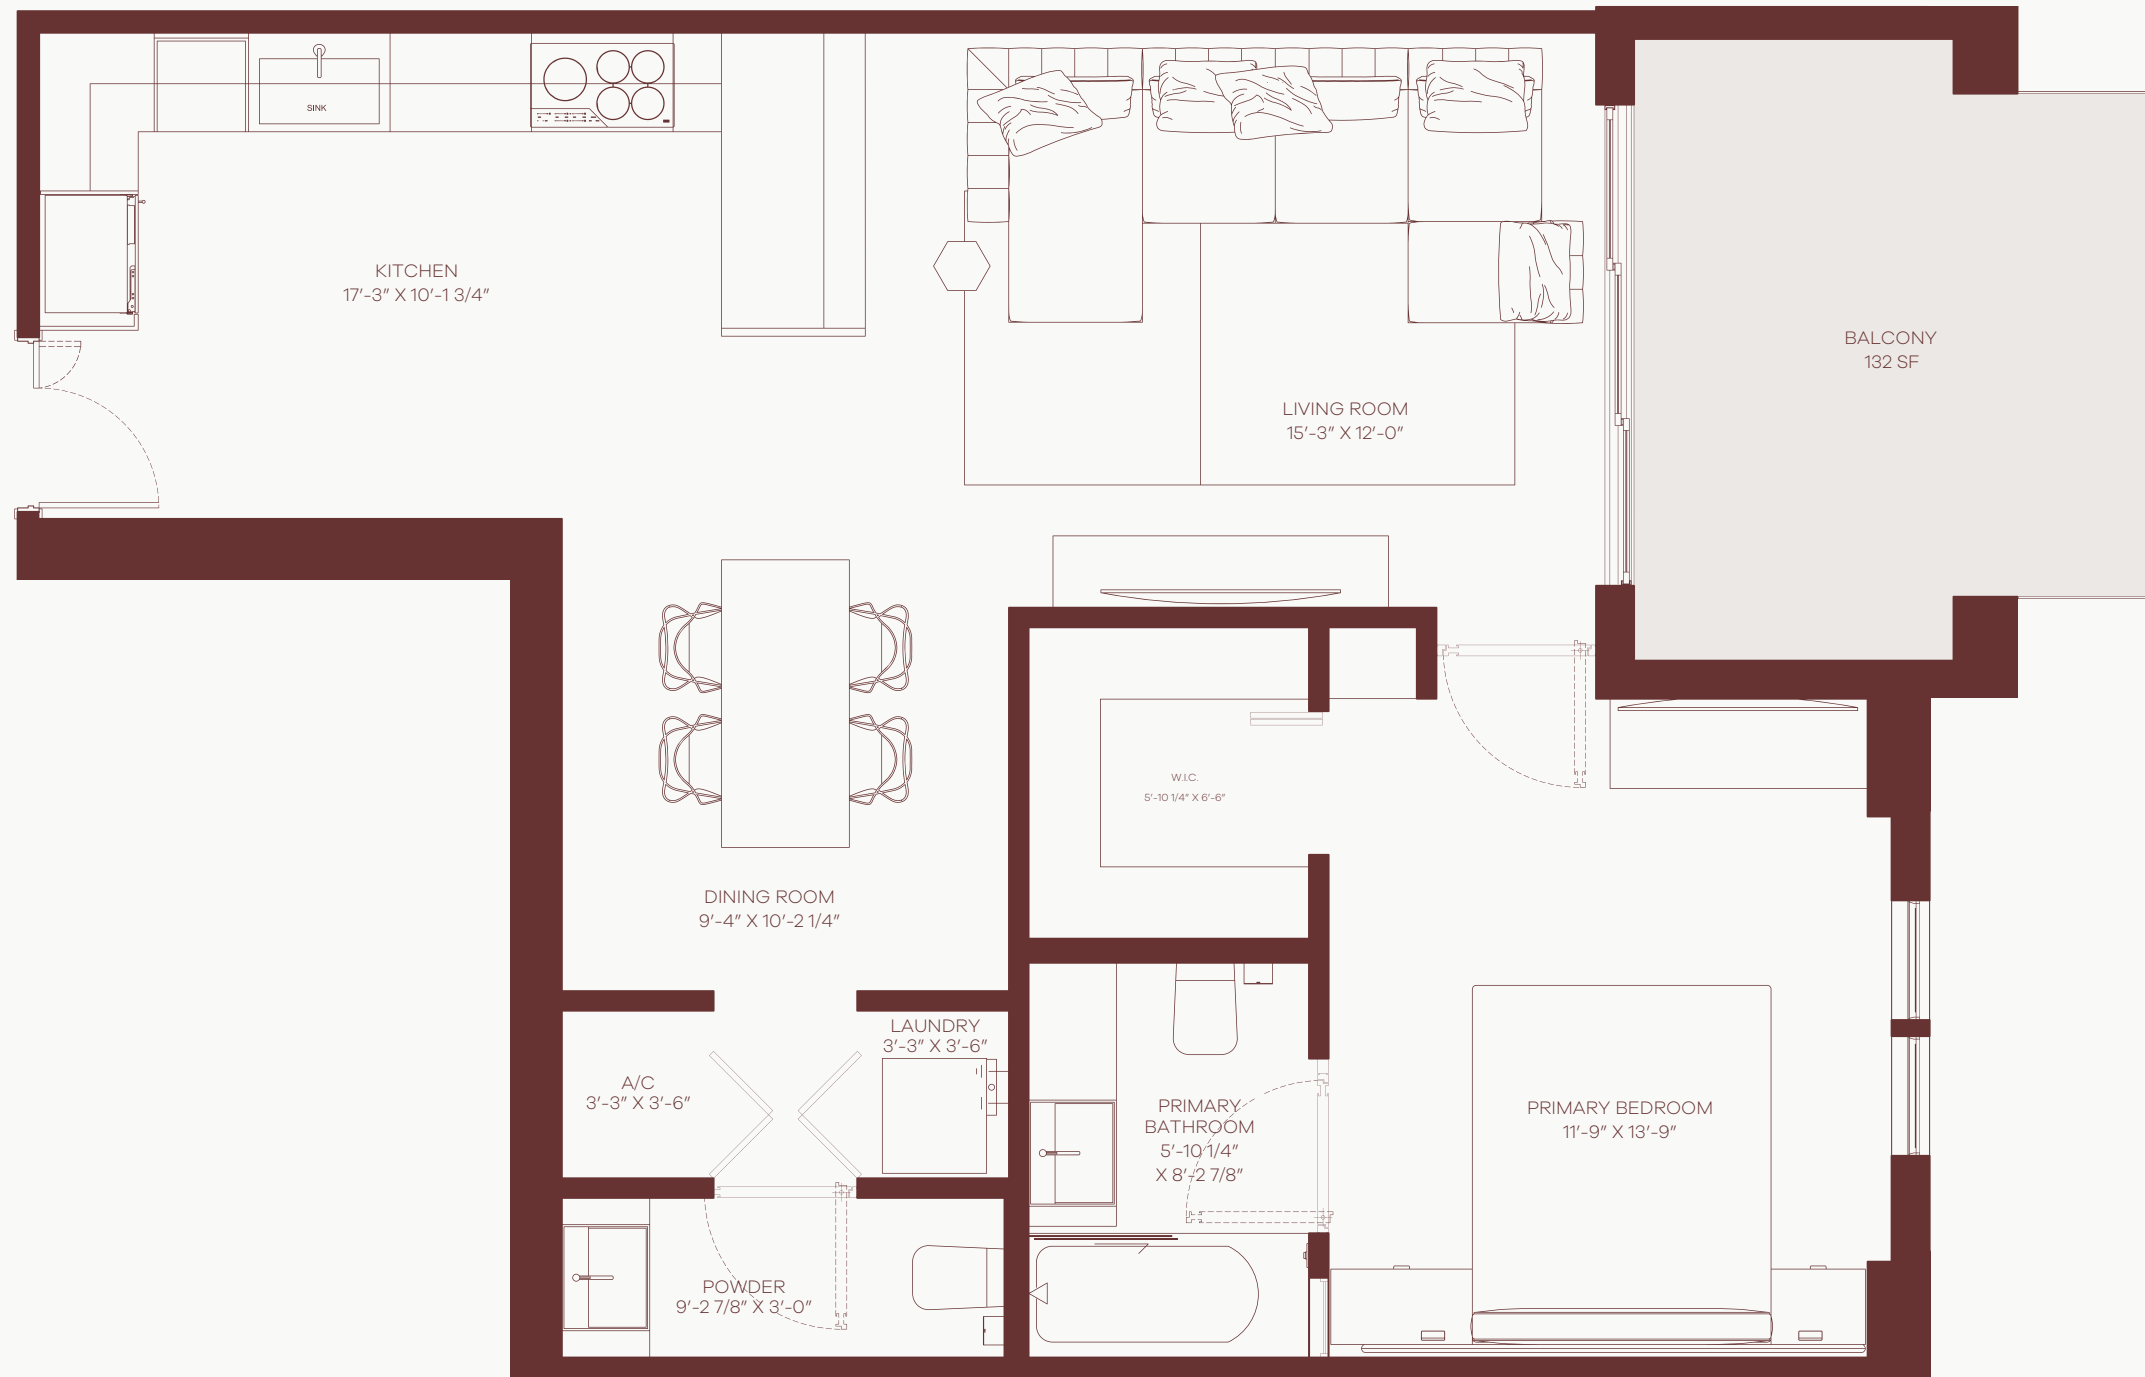 SINK
KITCHEN
17'-3" X 10'-1 3/4"
BALCONY
132 SF
LIVING ROOM
15'-3" X 12'-0"
W.I.C.
5'-10 1/4" X 6'-6"
DINING ROOM
9'-4" X 10'-2 1/4"
LAUNDRY
3'-3" X 3'-6"
A/C
3'-3" X 3'-6"
PRIMARY
BATHROOM
5'-10 1/4"
X 8'-2 7/8"
PRIMARY BEDROOM
11'-9" X 13'-9"
POWDER
9'-2 7/8" X 3'-0"